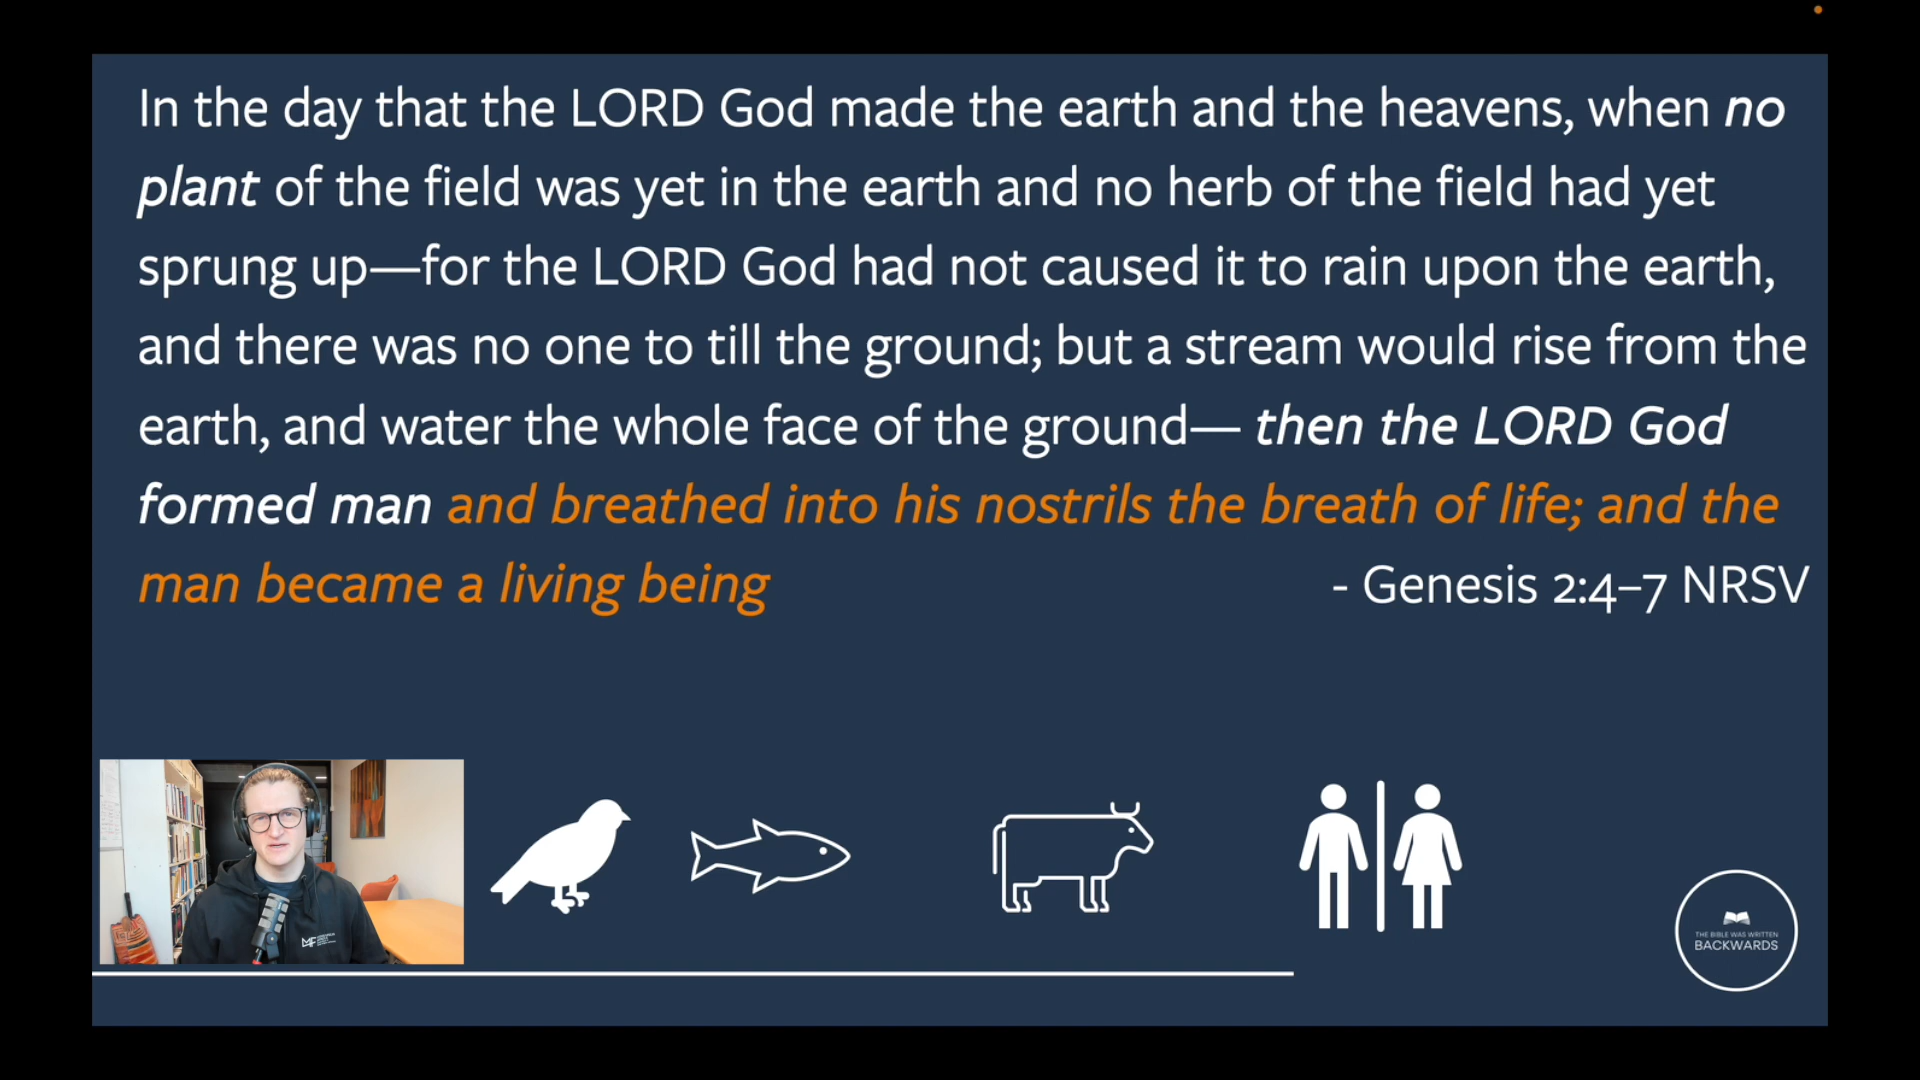 In the day that the LORD God made the earth and the heavens, when no
plant of the field was yet in the earth and no herb of the field had yet
sprung up—for the LORD God had not caused it to rain upon the earth,
and there was no one to till the ground; but a stream would rise from the
earth, and water the whole face of the ground— then the LORD God
formed man and breathed into his nostrils the breath of life; and the
man became a living being
- Genesis 2:4–7 NRSV
MF
THE BIBLE WAS WRITTEN
BACKWARDS